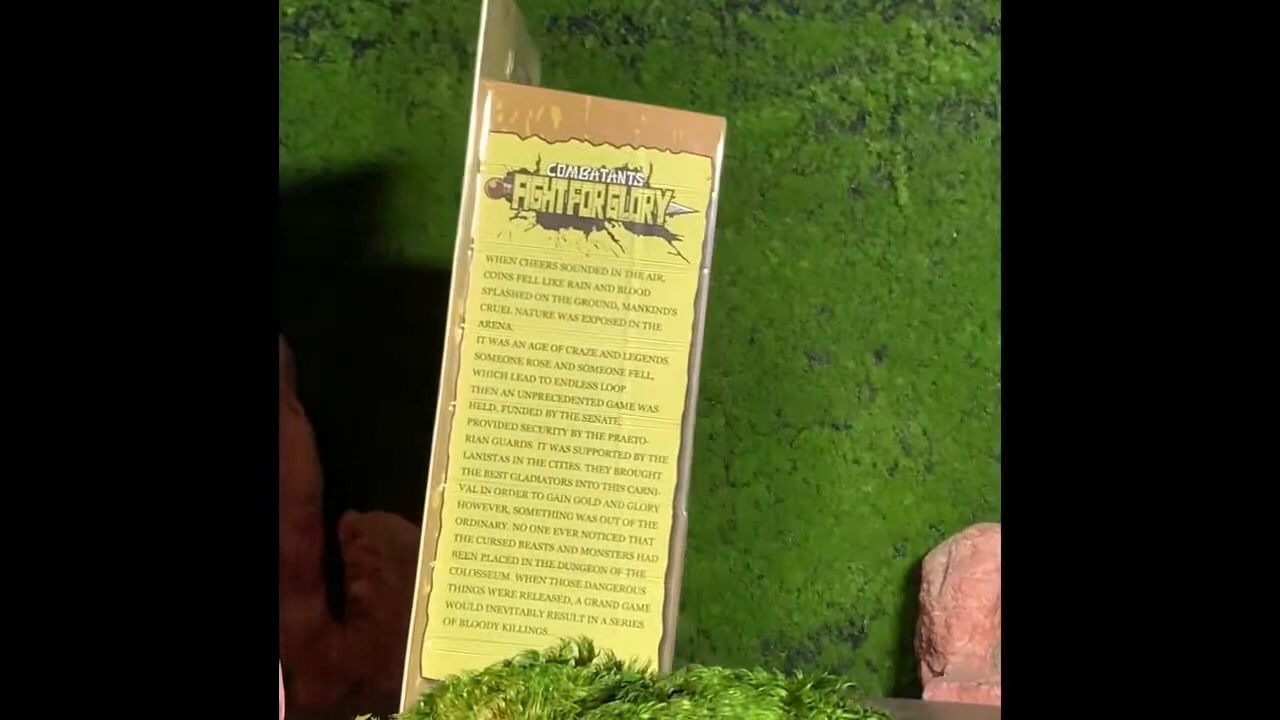 COMBATANTS
FIGHT FOR GLORY
WHEN CHEERS SOUNDED IN THE AIR,
COINS FELL LIKE RAIN AND BLOOD
SPLASHED ON THE GROUND, MANKIND'S
CRUEL NATURE WAS EXPOSED IN THE
ARENA:
IT WAS AN AGE OF CRAZE AND LEGENDS.
SOMEONE ROSE AND SOMEONE FELL,
WHICH LEAD TO ENDLESS LOOP.
THEN AN UNPRECEDENTED GAME WAS
HELD, FUNDED BY THE SENATE,
PROVIDED SECURITY BY THE PRAETO-
RIAN GUARDS. IT WAS SUPPORTED BY THE
LANISTAS IN THE CITIES. THEY BROUGHT
THE BEST GLADIATORS INTO THIS CARNI-
VAL IN ORDER TO GAIN GOLD AND GLORY
HOWEVER, SOMETHING WAS OUT OF THE
ORDINARY. NO ONE EVER NOTICED THAT
THE CURSED BEASTS AND MONSTERS HAD
BEEN PLACED IN THE DUNGEON OF THE
COLOSSEUM. WHEN THOSE DANGEROUS
THINGS WERE RELEASED, A GRAND GAME
WOULD INEVITABLY RESULT IN A SERIES
OF BLOODY KILLINGS...